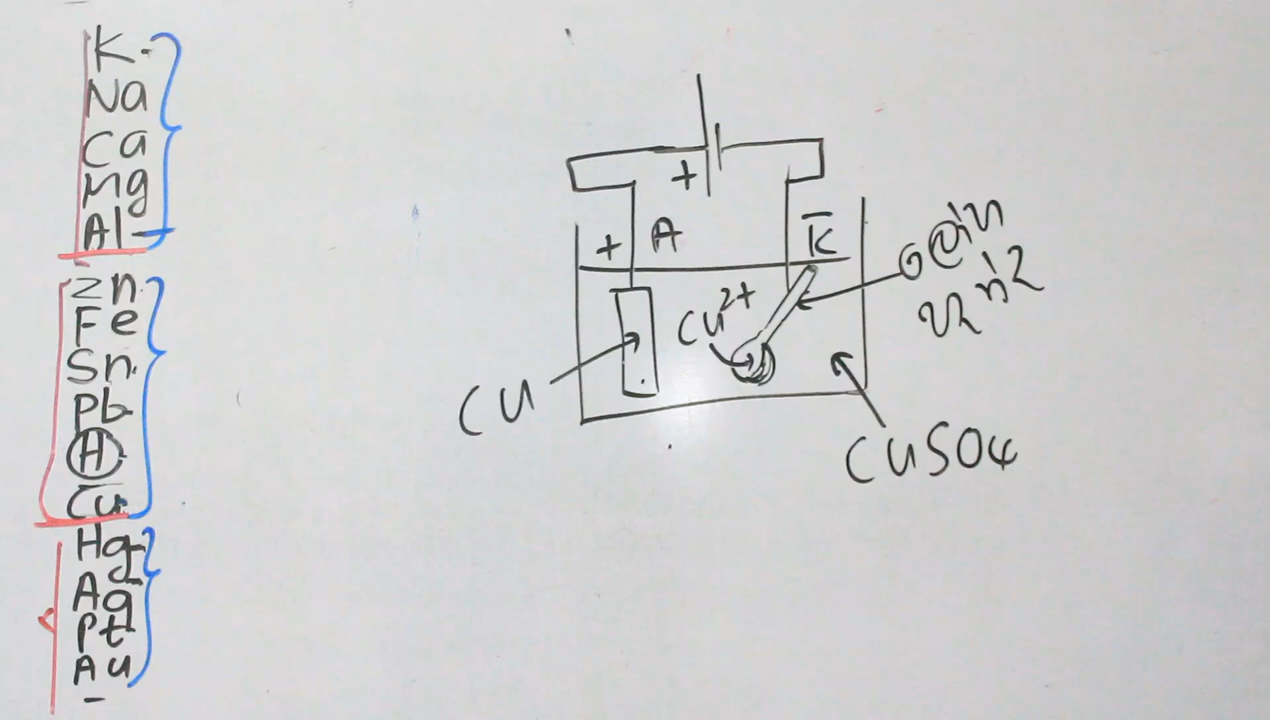 K
Na
Ca
Mg
Al
Zn
Fe
Sn
Pb
H
Cu
Hg
Ag
Pt
Au
+
+ A
K
Cu²⁺
Cu
CuSO4